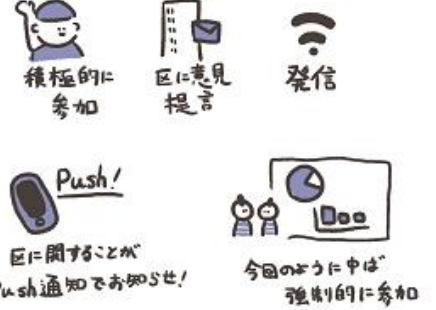 積極的に
参加
区に意見
提言
発信
Push!
区に関することが
Push通知でお知らせ!
今回のように中ば
強制的に参加